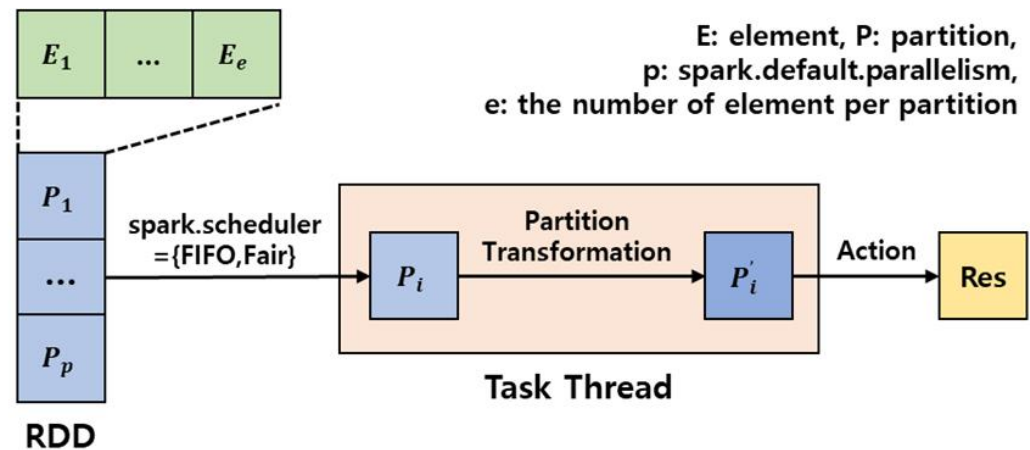 E₁ ... Eₑ
E: element, P: partition,
p: spark.default.parallelism,
e: the number of element per partition
P₁
...
Pₚ
RDD
spark.scheduler
={FIFO,Fair}
Pᵢ
Partition
Transformation
Pᵢ'
Task Thread
Action
Res